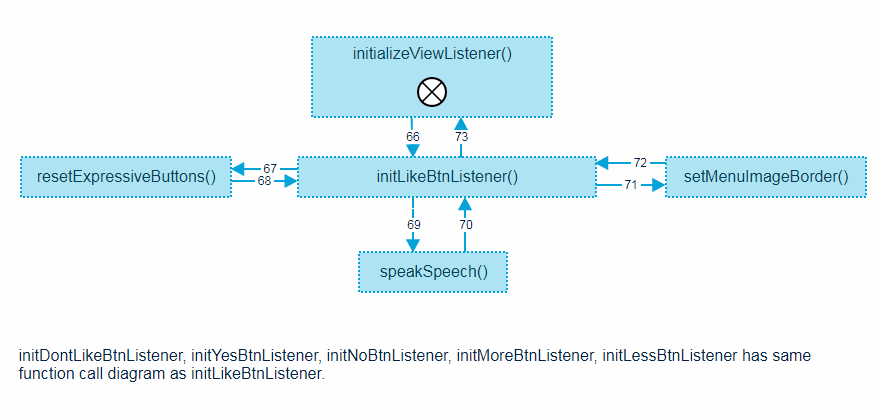 initializeViewListener()
66
73
67
72
resetExpressiveButtons()
initLikeBtnListener()
setMenuImageBorder()
68
71
69
70
speakSpeech()
initDontLikeBtnListener, initYesBtnListener, initNoBtnListener, initMoreBtnListener, initLessBtnListener has same
function call diagram as initLikeBtnListener.